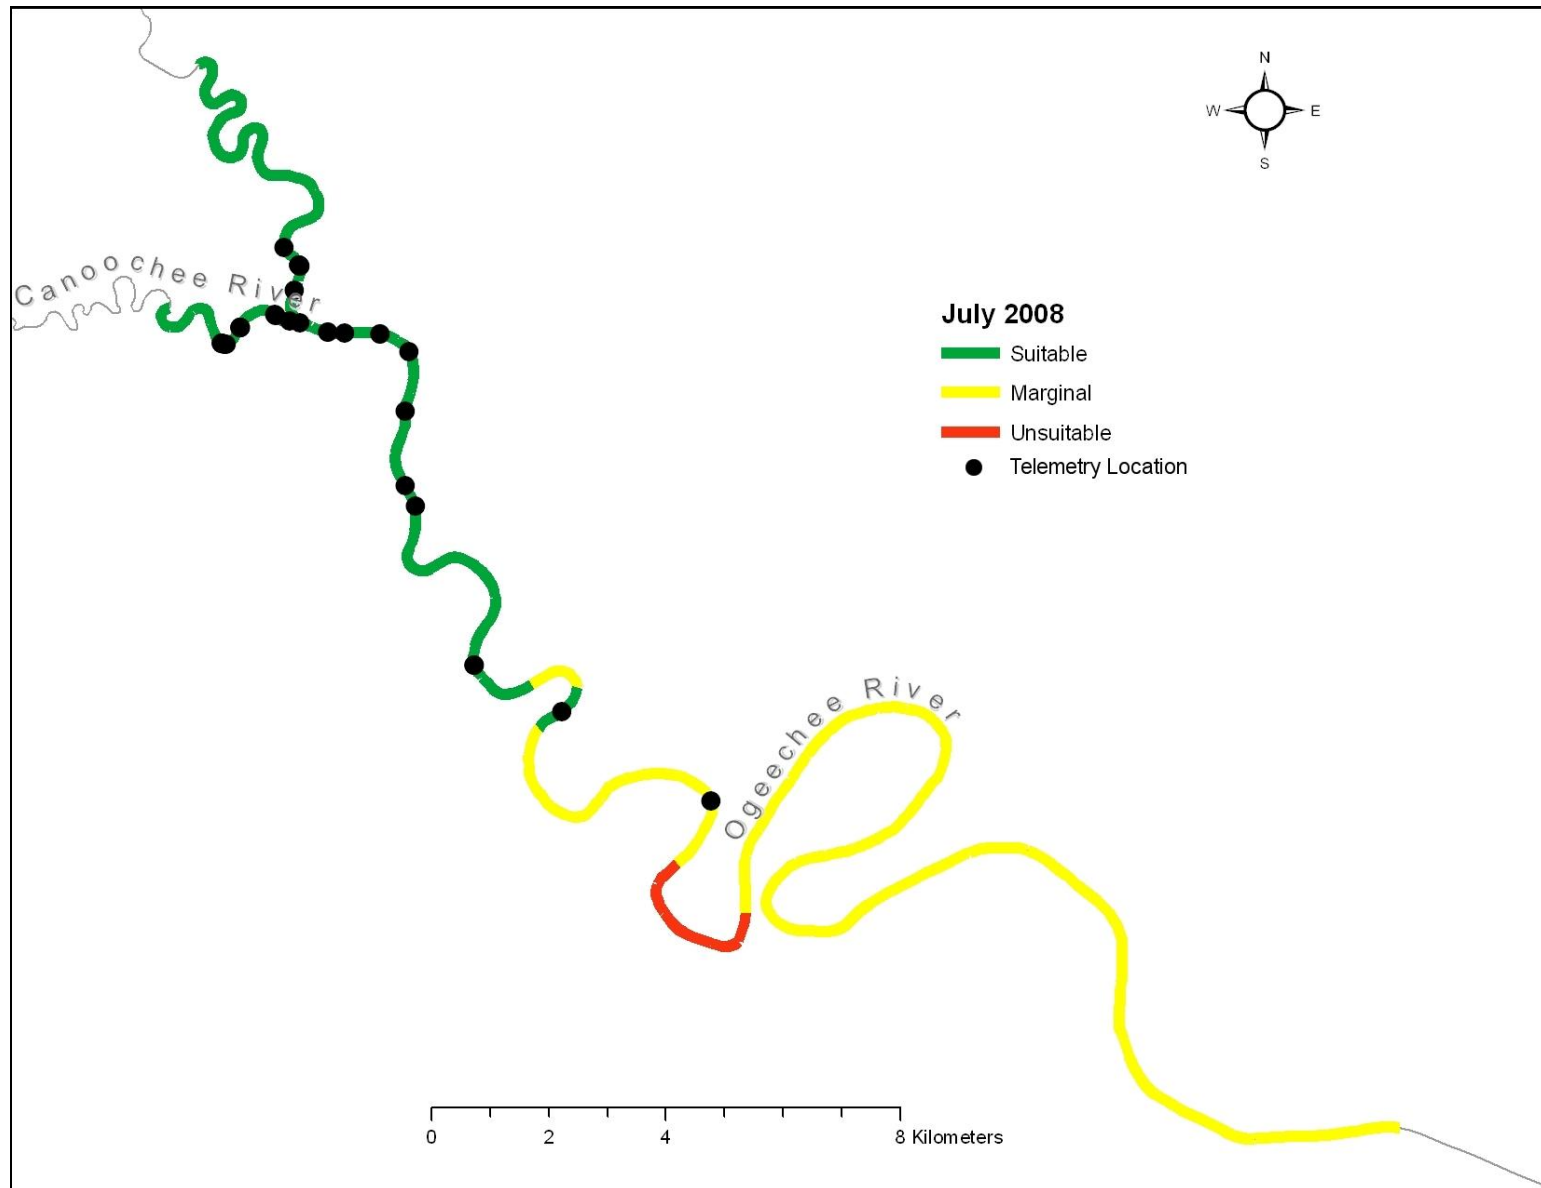 N
W E
S
Canoochee River
July 2008
Suitable
Marginal
Unsuitable
Telemetry Location
Ogeechee River
0 2 4 8 Kilometers